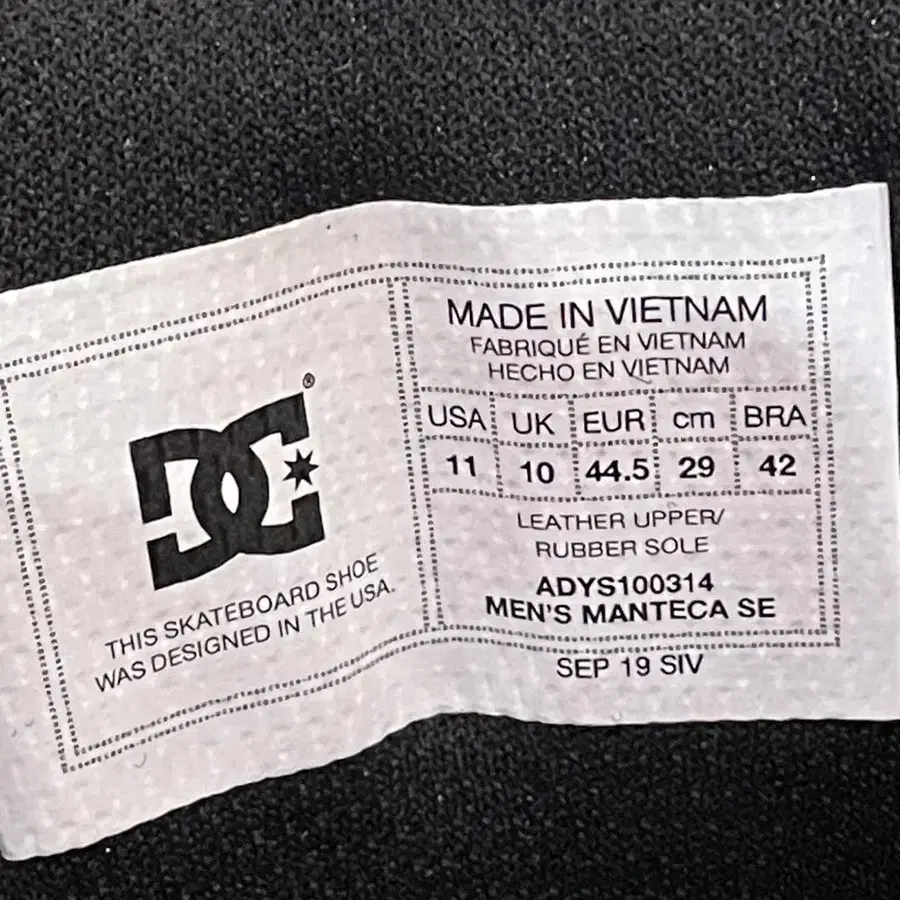 DC ®
THIS SKATEBOARD SHOE
WAS DESIGNED IN THE USA.
MADE IN VIETNAM
FABRIQUÉ EN VIETNAM
HECHO EN VIETNAM
USA UK EUR cm BRA
11 10 44.5 29 42
LEATHER UPPER/
RUBBER SOLE
ADYS100314
MEN'S MANTECA SE
SEP 19 SIV